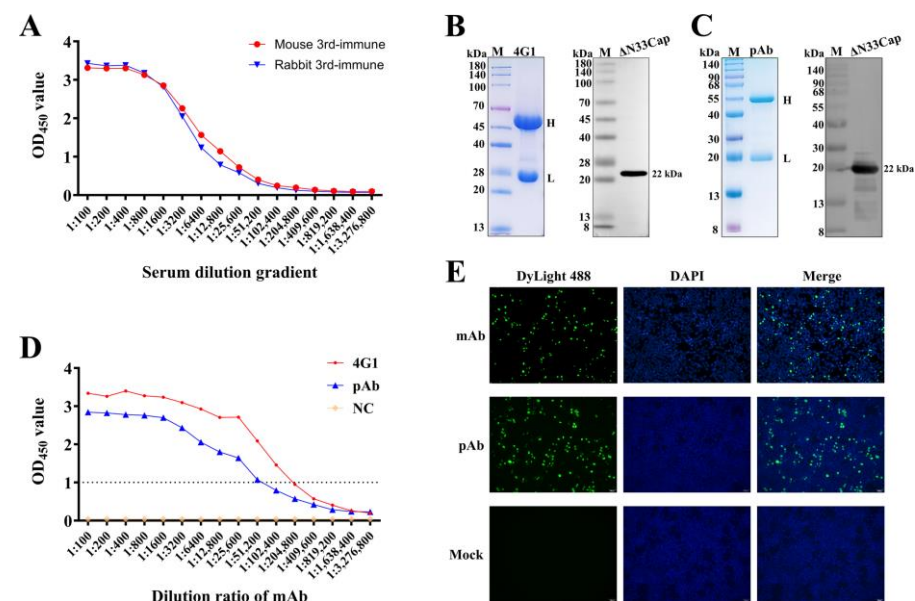 A
OD450 value
4
3
2
1
0
Mouse 3rd-immune
Rabbit 3rd-immune
1:100
1:200
1:400
1:800
1:1600
1:3200
1:6400
1:12,800
1:25,600
1:51,200
1:102,400
1:204,800
1:409,600
1:819,200
1:1,638,400
1:3,276,800
Serum dilution gradient
B
kDa M 4G1
180
140
100
70
45
40
28
20
13
H
L
kDa M ΔN33Cap
180
140
100
70
45
40
28
20
13
8
22 kDa
C
kDa M pAb
140
90
68
55
40
30
20
13
8
H
L
kDa M ΔN33Cap
140
90
68
55
40
30
20
13
8
22 kDa
D
OD450 value
4
3
2
1
0
4G1
pAb
NC
1:100
1:200
1:400
1:800
1:1600
1:3200
1:6400
1:12,800
1:25,600
1:51,200
1:102,400
1:204,800
1:409,600
1:819,200
1:1,638,400
1:3,276,800
Dilution ratio of mAb
E
DyLight 488 DAPI Merge
mAb
pAb
Mock